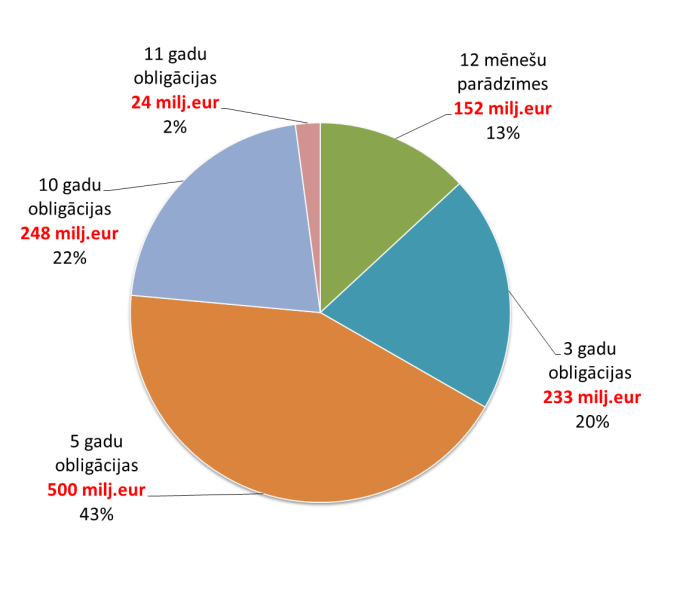 11 gadu
obligācijas
24 milj.eur
2%
12 mēnešu
parādzīmes
152 milj.eur
13%
10 gadu
obligācijas
248 milj.eur
22%
3 gadu
obligācijas
233 milj.eur
20%
5 gadu
obligācijas
500 milj.eur
43%